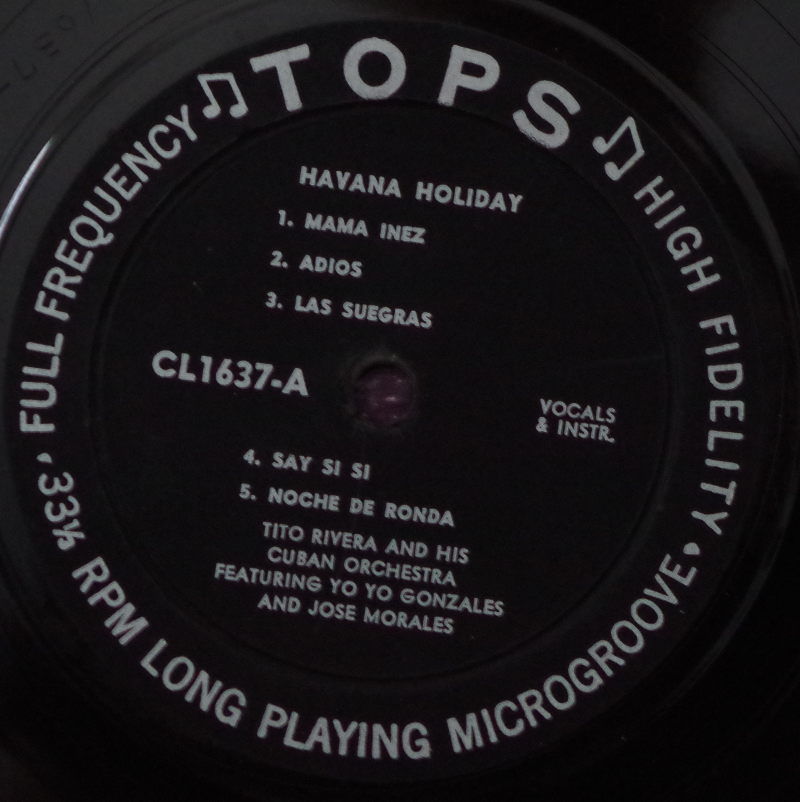 TOPS
HIGH FIDELITY
FULL FREQUENCY
33⅓ RPM LONG PLAYING MICROGROOVE
HAVANA HOLIDAY
1. MAMA INEZ
2. ADIOS
3. LAS SUEGRAS
CL1637-A
VOCALS
& INSTR.
4. SAY SI SI
5. NOCHE DE RONDA
TITO RIVERA AND HIS
CUBAN ORCHESTRA
FEATURING YO YO GONZALES
AND JOSE MORALES